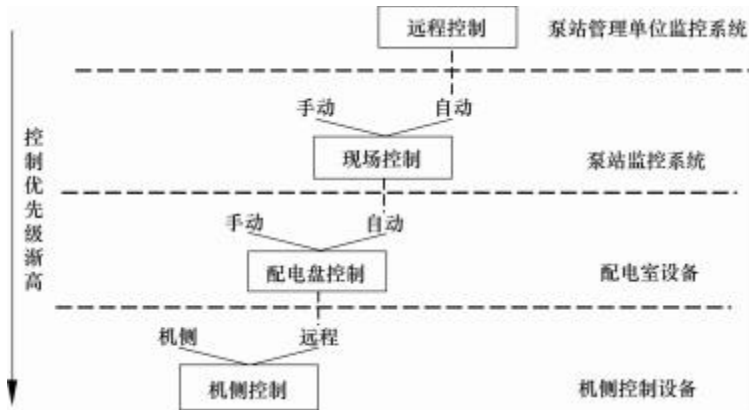 远程控制
泵站管理单位监控系统
手动
自动
现场控制
泵站监控系统
手动
自动
配电盘控制
配电室设备
机侧
远程
机侧控制
机侧控制设备
控制优先级渐高